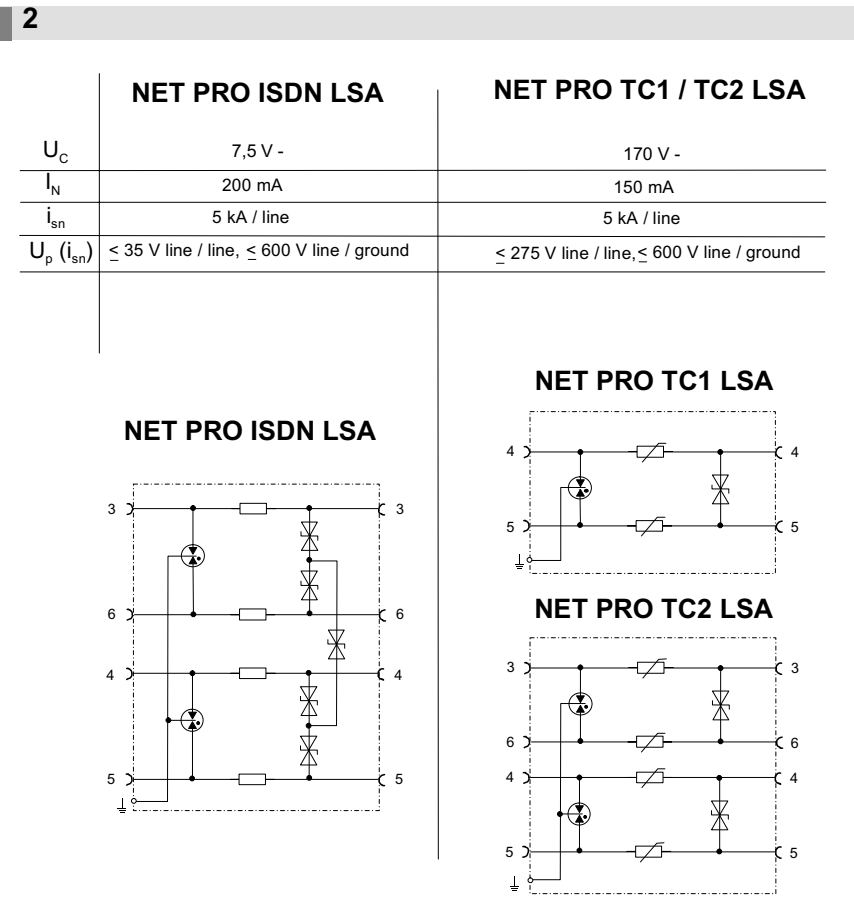 2
NET PRO ISDN LSA NET PRO TC1 / TC2 LSA
U_C 7,5 V - 170 V -
I_N 200 mA 150 mA
i_sn 5 kA / line 5 kA / line
U_p (i_sn) ≤ 35 V line / line, ≤ 600 V line / ground ≤ 275 V line / line, ≤ 600 V line / ground
NET PRO ISDN LSA
3 3
6 6
4 4
5 5
NET PRO TC1 LSA
4 4
5 5
NET PRO TC2 LSA
3 3
6 6
4 4
5 5